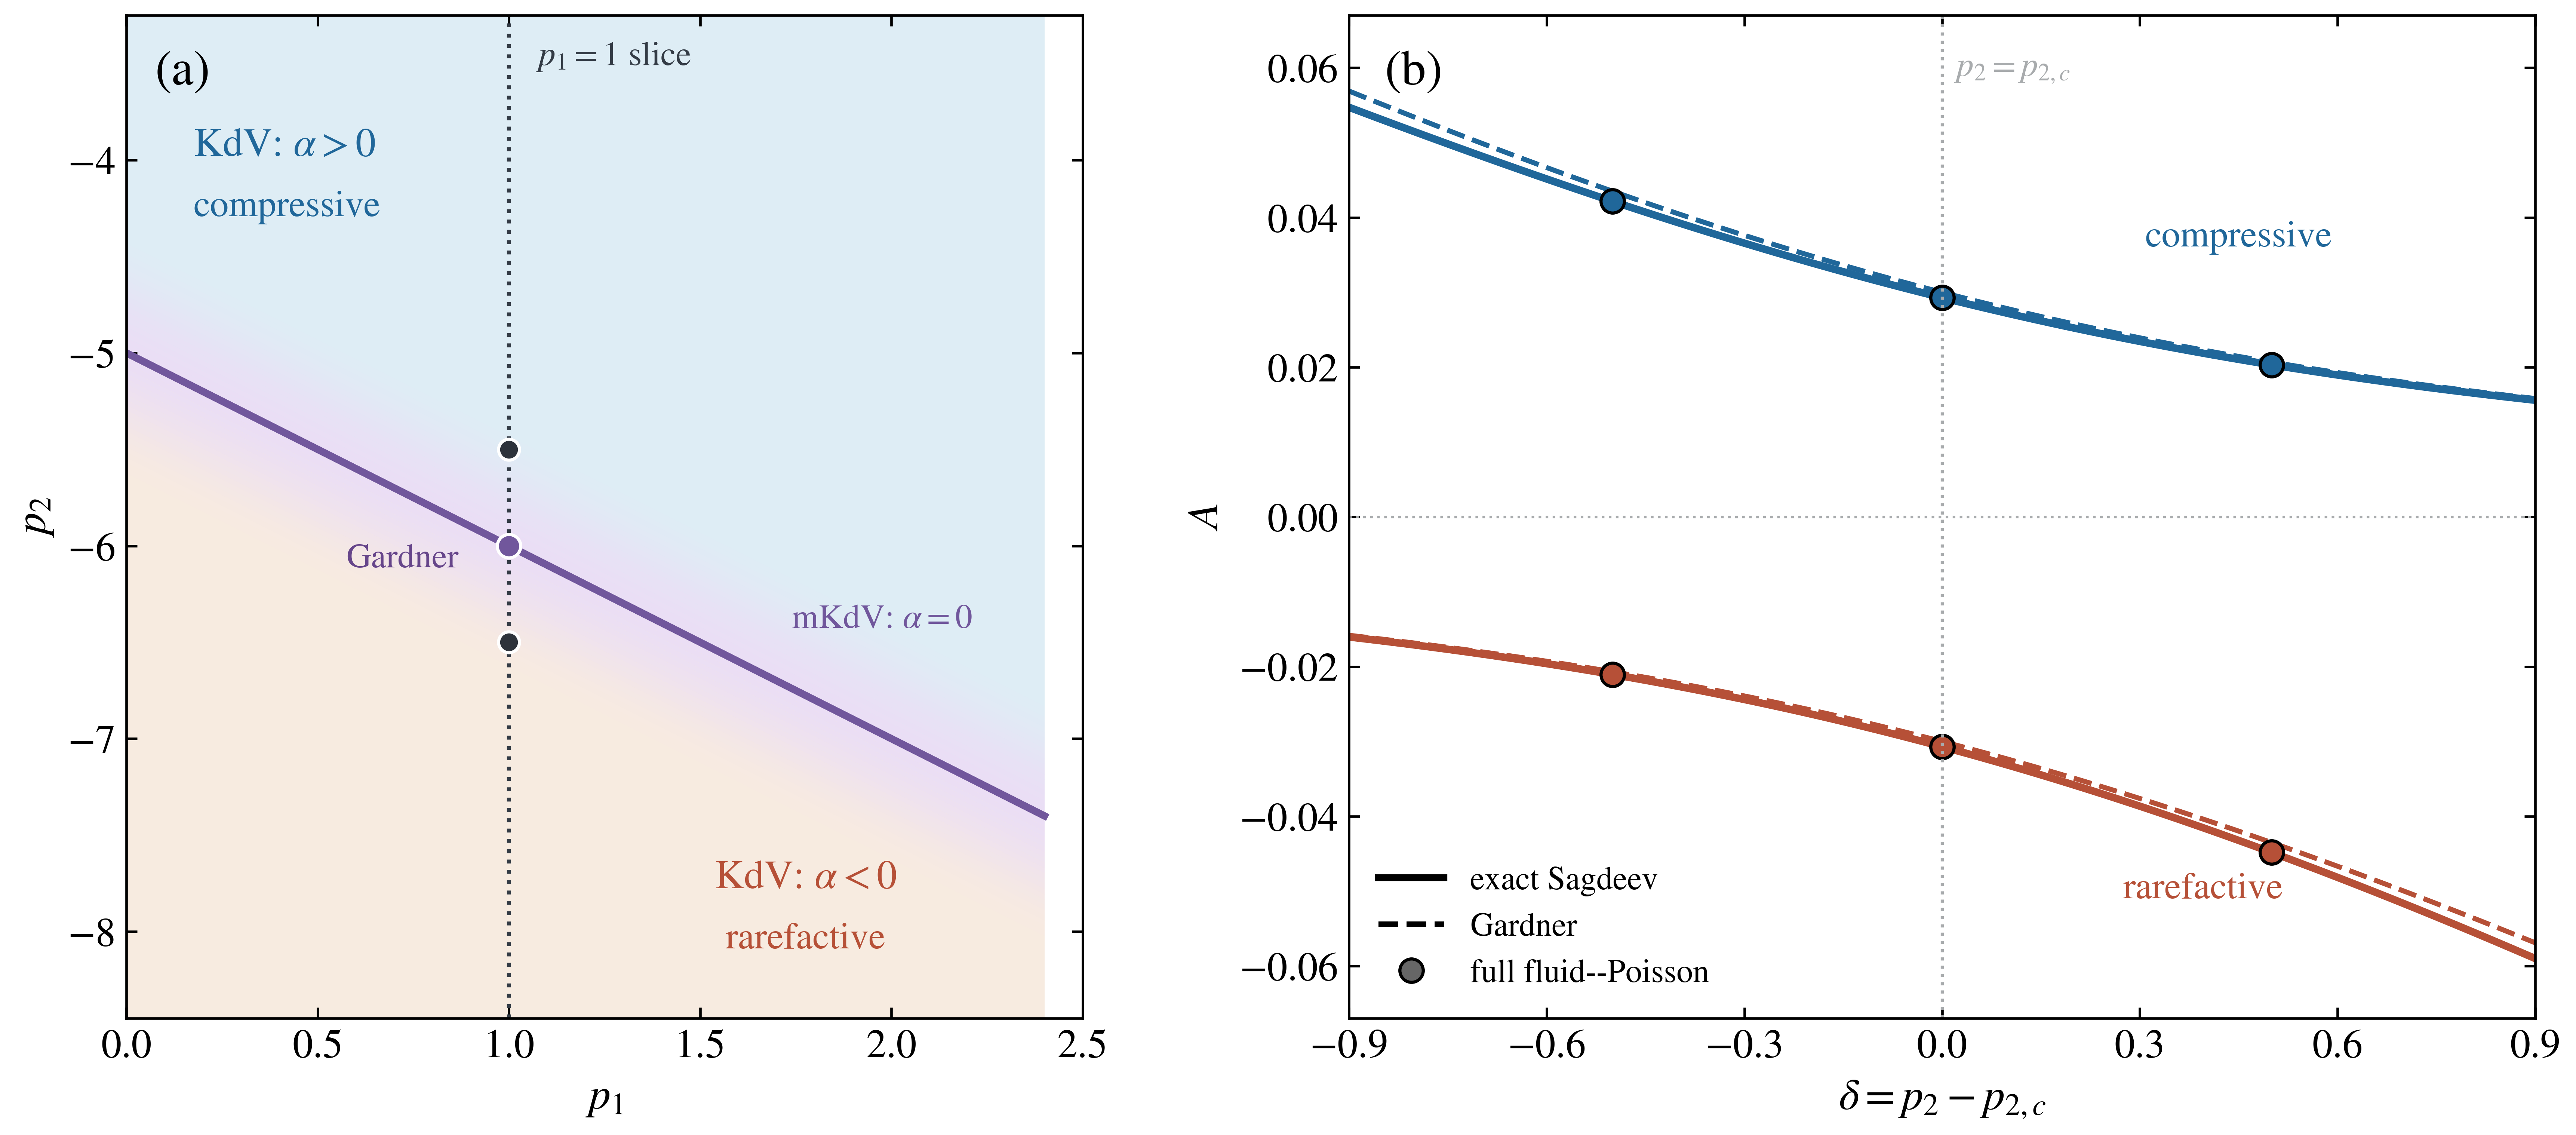 (a)
p₁ = 1 slice
KdV: α > 0
compressive
Gardner
mKdV: α = 0
KdV: α < 0
rarefactive
−4
−5
−6
−7
−8
p₂
0.0 0.5 1.0 1.5 2.0 2.5
p₁
(b)
p₂ = p₂,c
compressive
rarefactive
exact Sagdeev
Gardner
full fluid--Poisson
0.06
0.04
0.02
0.00
−0.02
−0.04
−0.06
A
−0.9 −0.6 −0.3 0.0 0.3 0.6 0.9
δ = p₂ − p₂,c